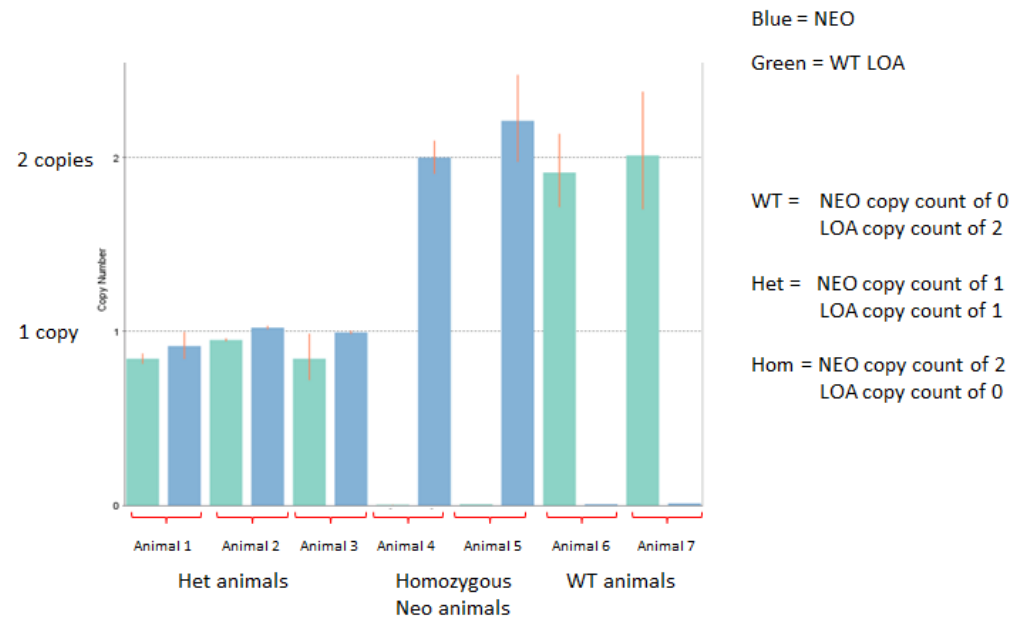 Blue = NEO
Green = WT LOA
2 copies
2
WT = NEO copy count of 0
LOA copy count of 2
Copy Number
Het = NEO copy count of 1
LOA copy count of 1
1 copy
1
Hom = NEO copy count of 2
LOA copy count of 0
0
Animal 1 Animal 2 Animal 3 Animal 4 Animal 5 Animal 6 Animal 7
Het animals Homozygous WT animals
Neo animals